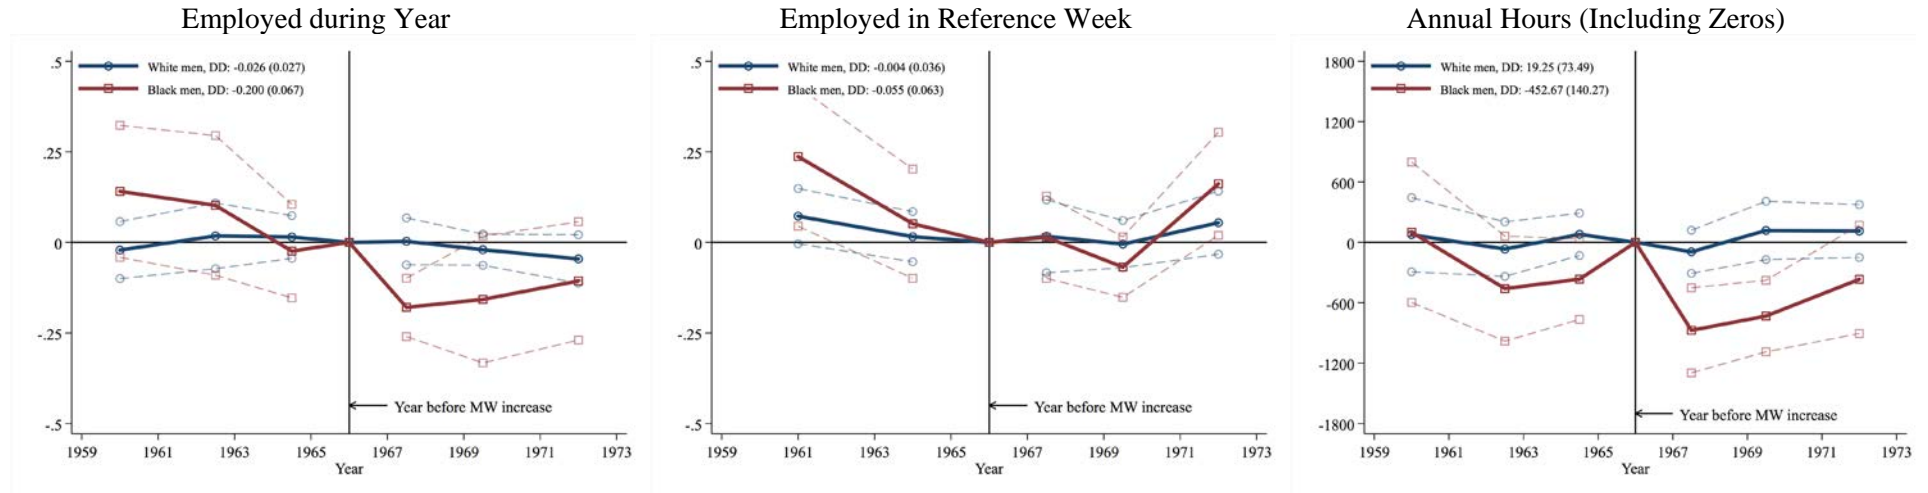 Employed during Year
.5
.25
0
-.25
-.5
White men, DD: -0.026 (0.027)
Black men, DD: -0.200 (0.067)
Year before MW increase
1959 1961 1963 1965 1967 1969 1971 1973
Year
Employed in Reference Week
.5
.25
0
-.25
-.5
White men, DD: -0.004 (0.036)
Black men, DD: -0.055 (0.063)
Year before MW increase
1959 1961 1963 1965 1967 1969 1971 1973
Year
Annual Hours (Including Zeros)
1800
1200
600
0
-600
-1200
-1800
White men, DD: 19.25 (73.49)
Black men, DD: -452.67 (140.27)
Year before MW increase
1959 1961 1963 1965 1967 1969 1971 1973
Year